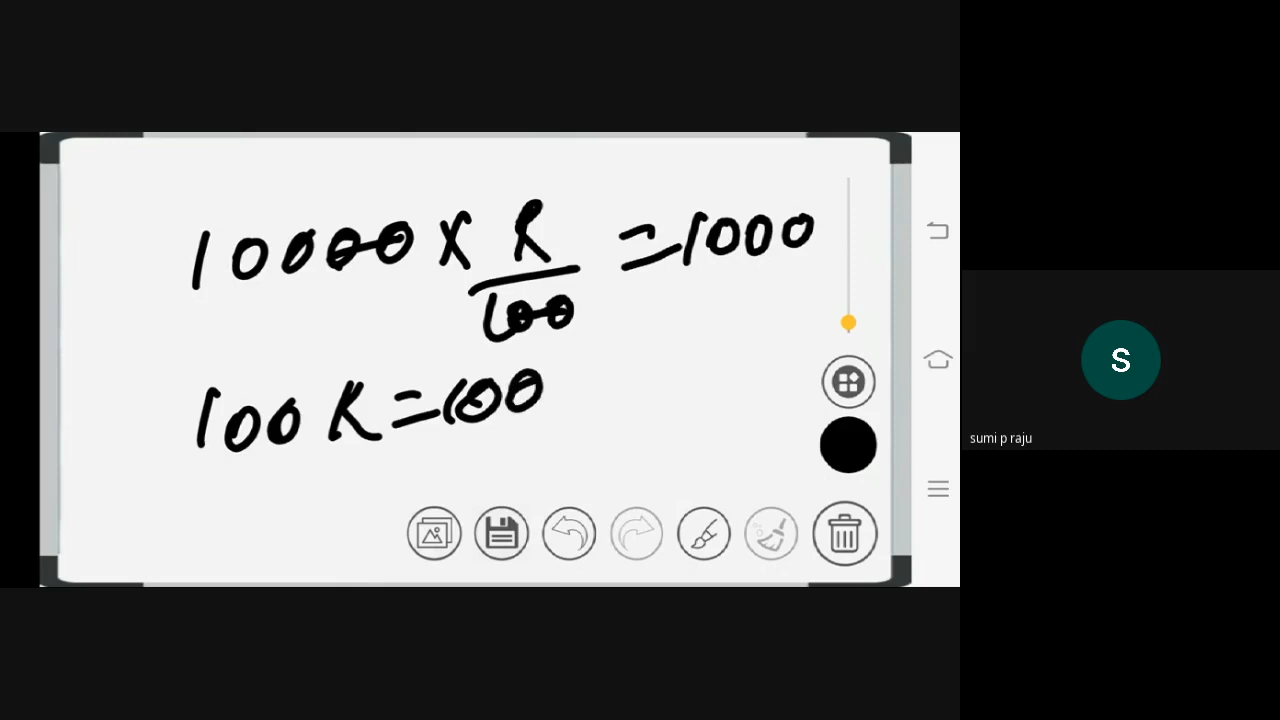 10000 x R/100 = 1000
100 R = 100
S
sumi p raju